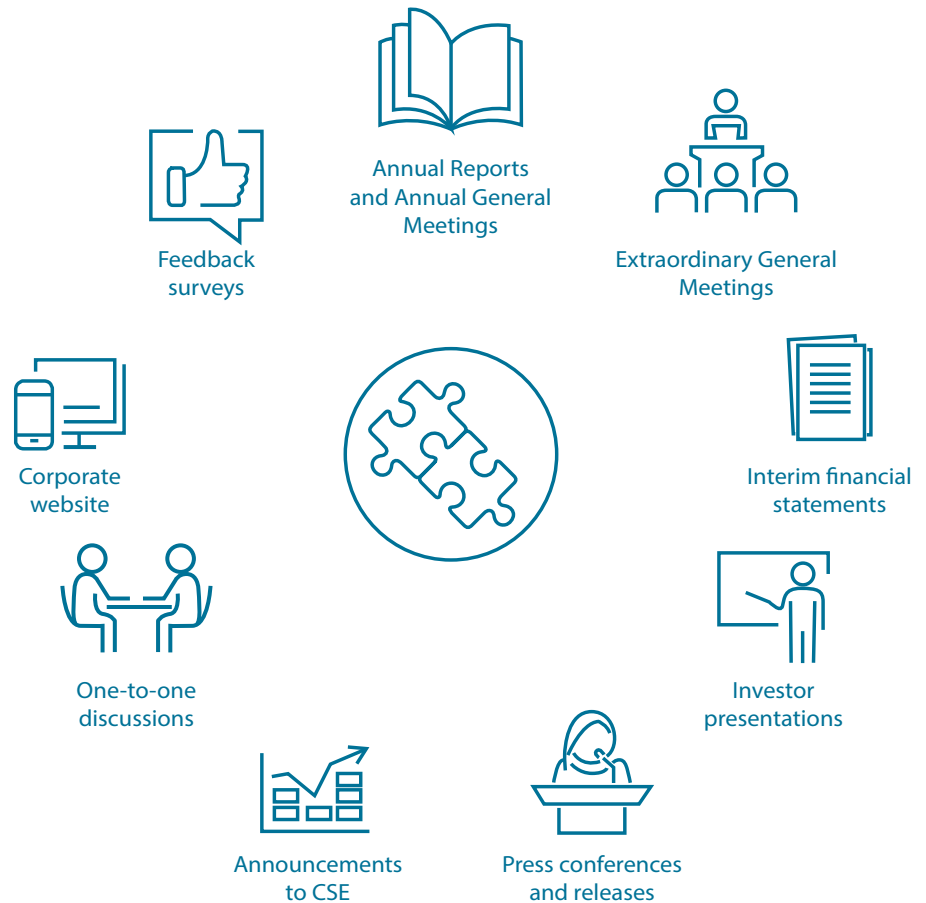 Annual Reports
and Annual General
Meetings
Extraordinary General
Meetings
Interim financial
statements
Investor
presentations
Press conferences
and releases
Announcements
to CSE
One-to-one
discussions
Corporate
website
Feedback
surveys